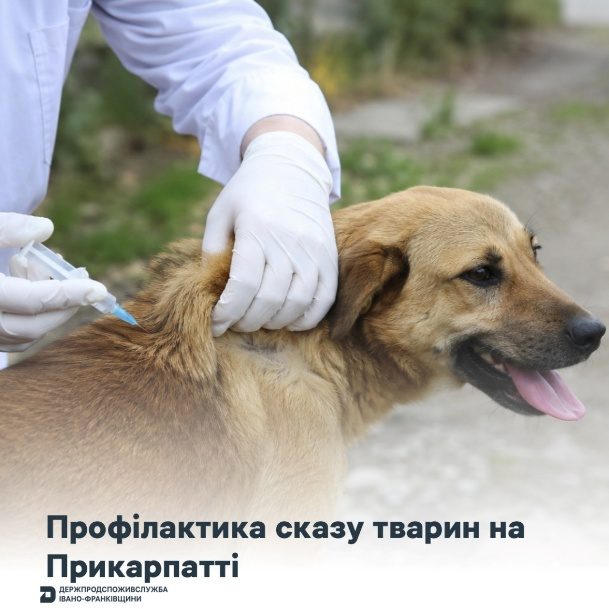 Профілактика сказу тварин на
Прикарпатті
ДЕРЖПРОДСПОЖИВСЛУЖБА
ІВАНО-ФРАНКІВЩИНИ